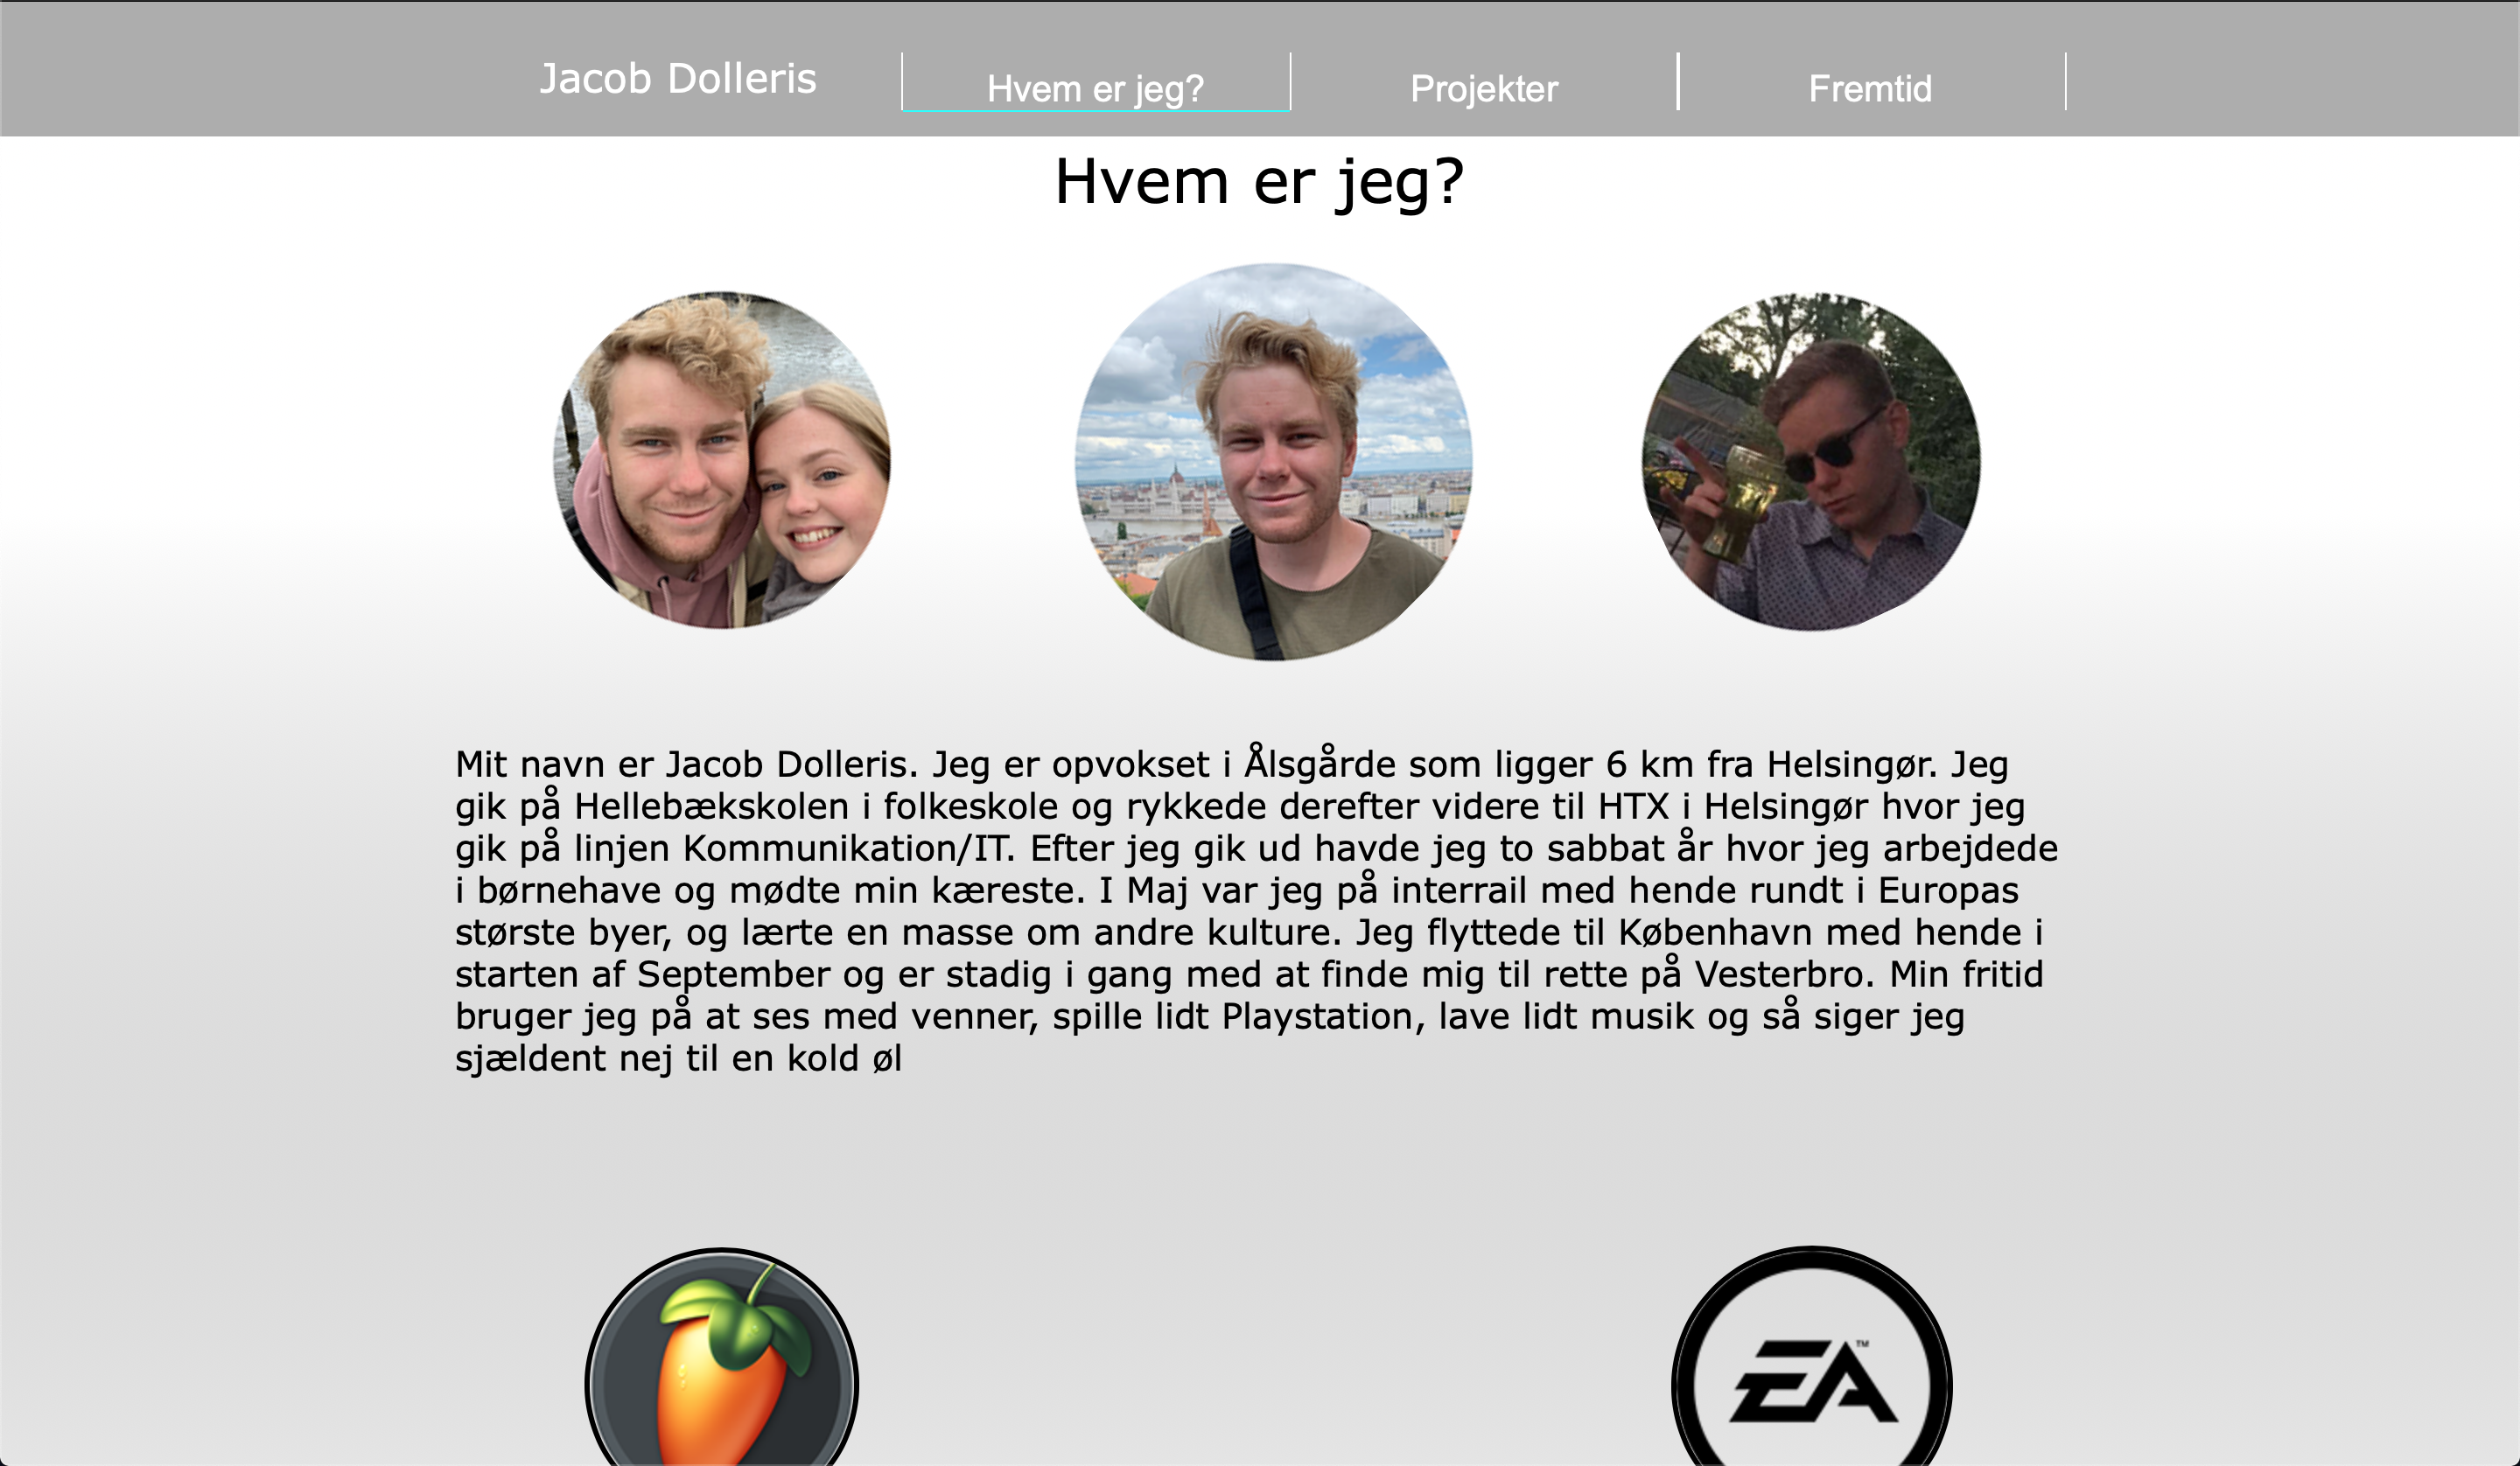 Jacob Dolleris
Hvem er jeg?
Projekter
Fremtid
Hvem er jeg?
Mit navn er Jacob Dolleris. Jeg er opvokset i Ålsgårde som ligger 6 km fra Helsingør. Jeg
gik på Hellebækskolen i folkeskole og rykkede derefter videre til HTX i Helsingør hvor jeg
gik på linjen Kommunikation/IT. Efter jeg gik ud havde jeg to sabbat år hvor jeg arbejdede
i børnehave og mødte min kæreste. I Maj var jeg på interrail med hende rundt i Europas
største byer, og lærte en masse om andre kulture. Jeg flyttede til København med hende i
starten af September og er stadig i gang med at finde mig til rette på Vesterbro. Min fritid
bruger jeg på at ses med venner, spille lidt Playstation, lave lidt musik og så siger jeg
sjældent nej til en kold øl
EA™